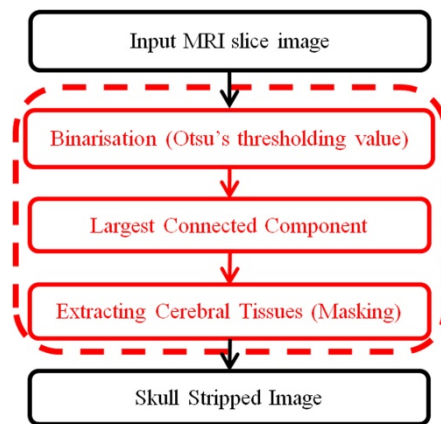 Input MRI slice image
Binarisation (Otsu's thresholding value)
Largest Connected Component
Extracting Cerebral Tissues (Masking)
Skull Stripped Image